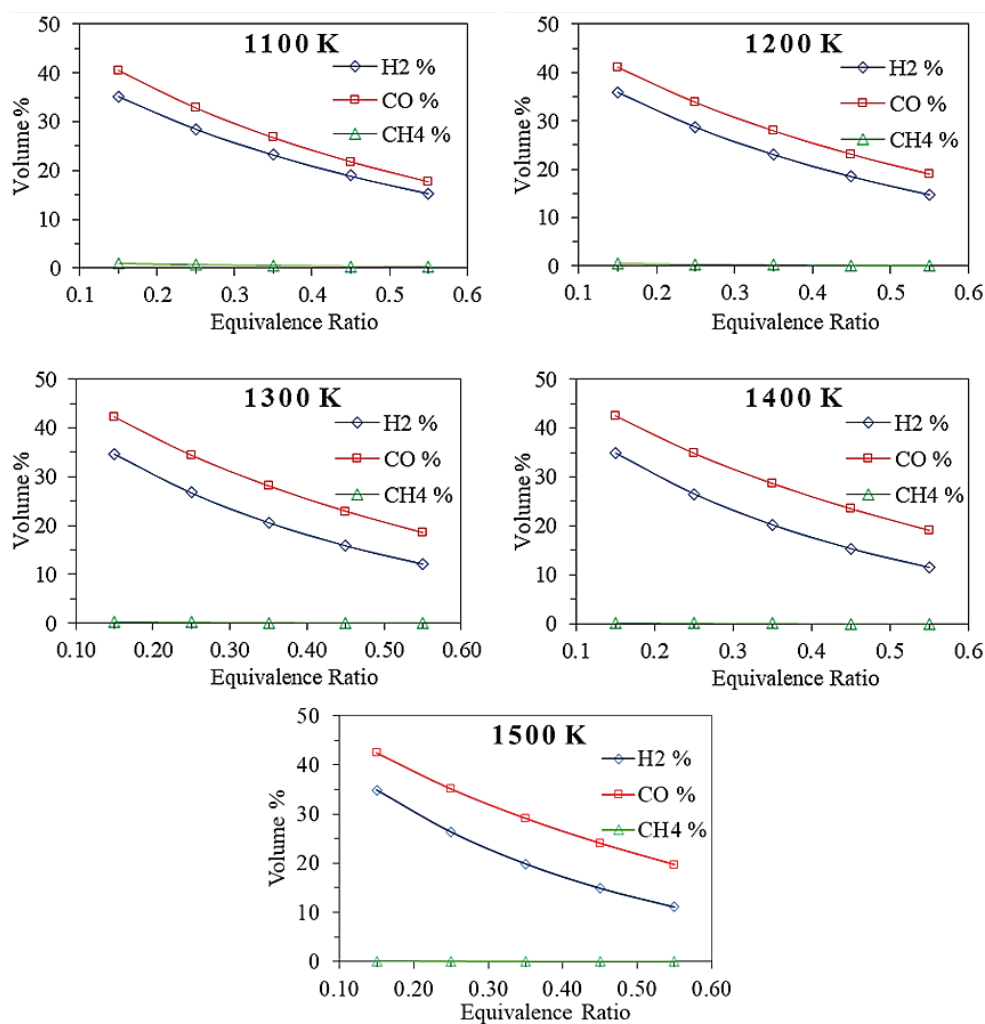 1100 K
H2 %
CO %
CH4 %
Volume %
50
40
30
20
10
0
0.1 0.2 0.3 0.4 0.5 0.6
Equivalence Ratio
1200 K
H2 %
CO %
CH4 %
Volume %
50
40
30
20
10
0
0.1 0.2 0.3 0.4 0.5 0.6
Equivalence Ratio
1300 K
H2 %
CO %
CH4 %
Volume %
50
40
30
20
10
0
0.10 0.20 0.30 0.40 0.50 0.60
Equivalence Ratio
1400 K
H2 %
CO %
CH4 %
Volume %
50
40
30
20
10
0
0.1 0.2 0.3 0.4 0.5 0.6
Equivalence Ratio
1500 K
H2 %
CO %
CH4 %
Volume %
50
40
30
20
10
0
0.10 0.20 0.30 0.40 0.50 0.60
Equivalence Ratio